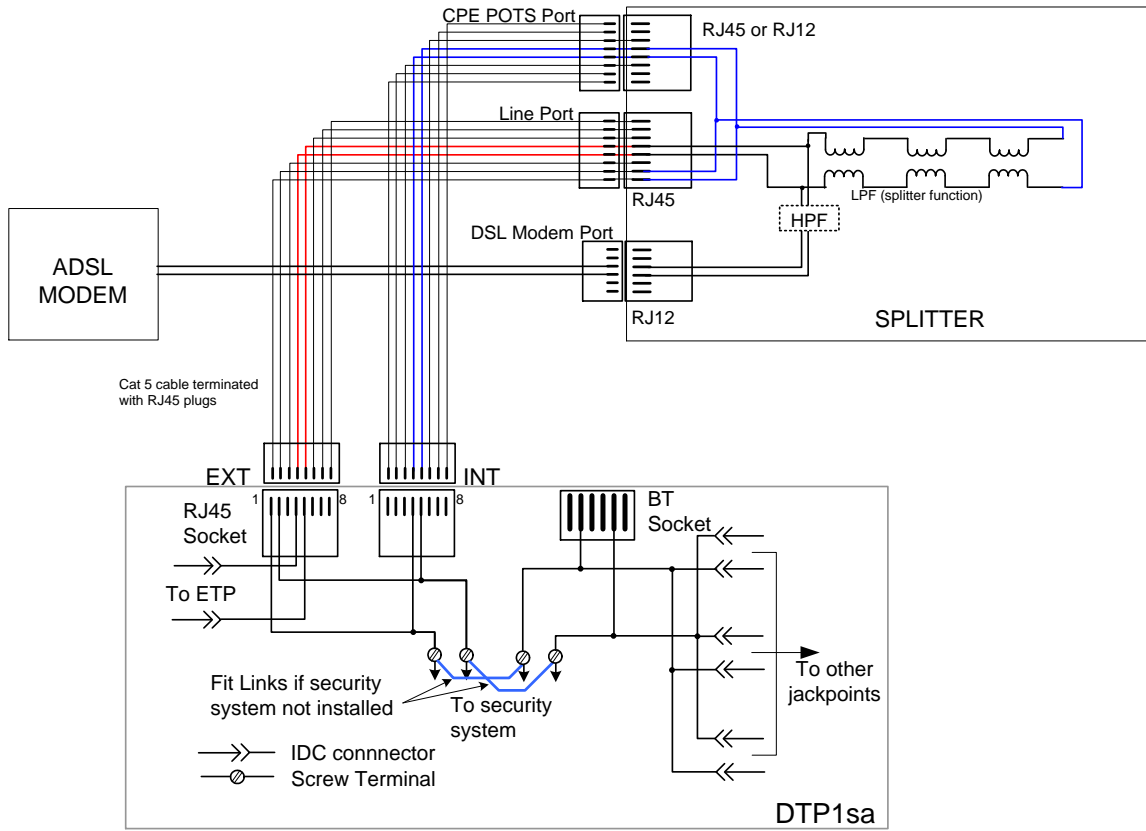 CPE POTS Port
RJ45 or RJ12
Line Port
RJ45
LPF (splitter function)
HPF
DSL Modem Port
ADSL
MODEM
RJ12
SPLITTER
Cat 5 cable terminated
with RJ45 plugs
EXT
INT
1
8
1
8
RJ45
Socket
BT
Socket
To ETP
To other
jackpoints
Fit Links if security
system not installed
To security
system
IDC connnector
Screw Terminal
DTP1sa